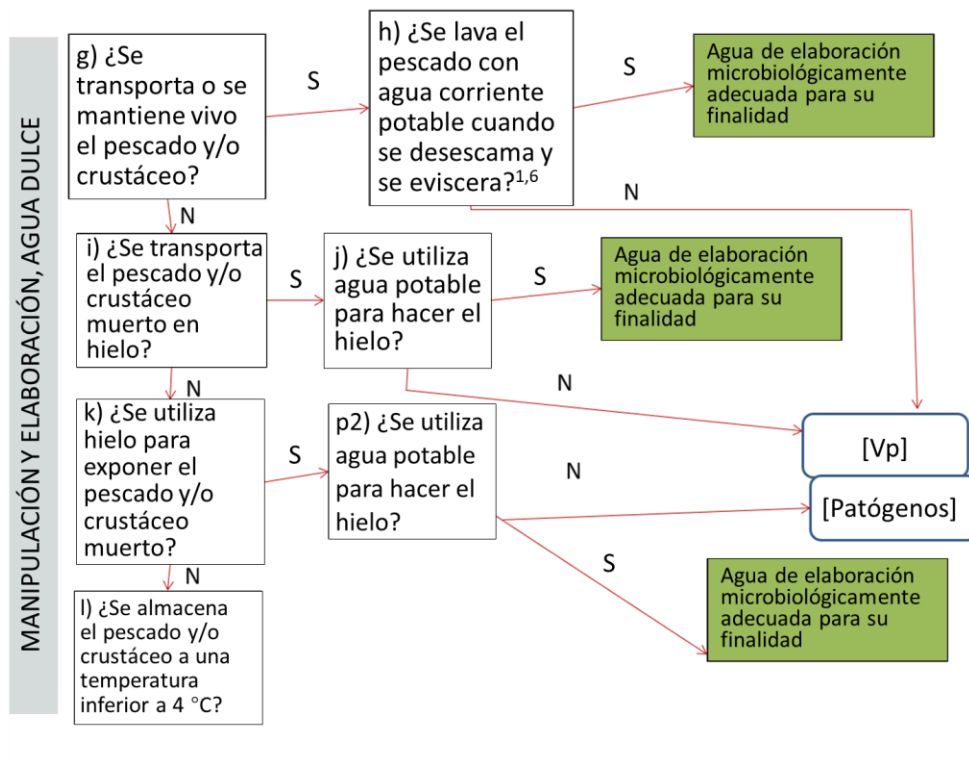 MANIPULACIÓN Y ELABORACIÓN, AGUA DULCE
g) ¿Se
transporta o se
mantiene vivo
el pescado y/o
crustáceo?
S
h) ¿Se lava el
pescado con
agua corriente
potable cuando
se desescama y
se eviscera?1,6
S
Agua de elaboración
microbiológicamente
adecuada para su
finalidad
N
N
i) ¿Se transporta
el pescado y/o
crustáceo
muerto en
hielo?
S
j) ¿Se utiliza
agua potable
para hacer el
hielo?
S
Agua de elaboración
microbiológicamente
adecuada para su
finalidad
N
N
k) ¿Se utiliza
hielo para
exponer el
pescado y/o
crustáceo
muerto?
S
p2) ¿Se utiliza
agua potable
para hacer el
hielo?
N
[Vp]
[Patógenos]
S
Agua de elaboración
microbiológicamente
adecuada para su
finalidad
N
l) ¿Se almacena
el pescado y/o
crustáceo a una
temperatura
inferior a 4 °C?